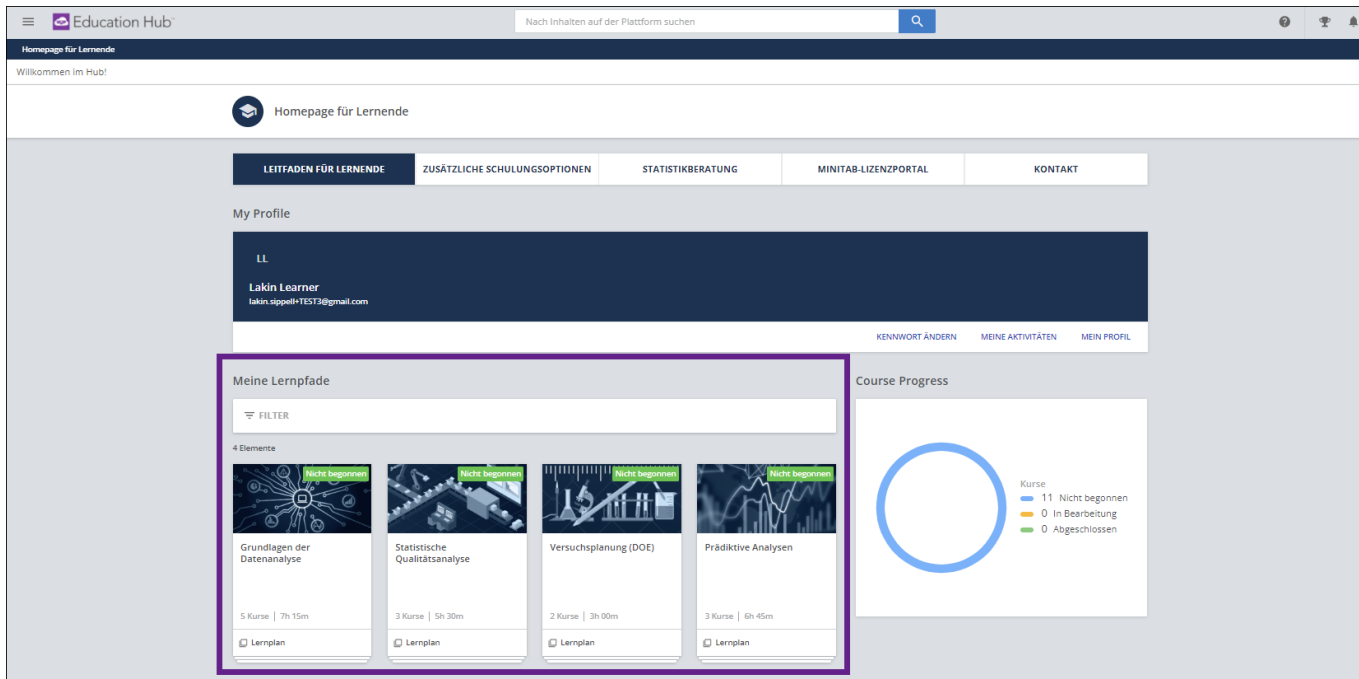 Education Hub
Nach Inhalten auf der Plattform suchen
Homepage für Lernende
Willkommen im Hub!
Homepage für Lernende
LEITFADEN FÜR LERNENDE
ZUSÄTZLICHE SCHULUNGSOPTIONEN
STATISTIKBERATUNG
MINITAB-LIZENZPORTAL
KONTAKT
My Profile
LL
Lakin Learner
lakin.sippell+TEST3@gmail.com
KENNWORT ÄNDERN
MEINE AKTIVITÄTEN
MEIN PROFIL
Meine Lernpfade
FILTER
4 Elemente
Nicht begonnen
Grundlagen der
Datenanalyse
5 Kurse | 7h 15m
Lernplan
Nicht begonnen
Statistische
Qualitätsanalyse
3 Kurse | 5h 30m
Lernplan
Nicht begonnen
Versuchsplanung (DOE)
2 Kurse | 3h 00m
Lernplan
Nicht begonnen
Prädiktive Analysen
3 Kurse | 6h 45m
Lernplan
Course Progress
Kurse
11 Nicht begonnen
0 In Bearbeitung
0 Abgeschlossen